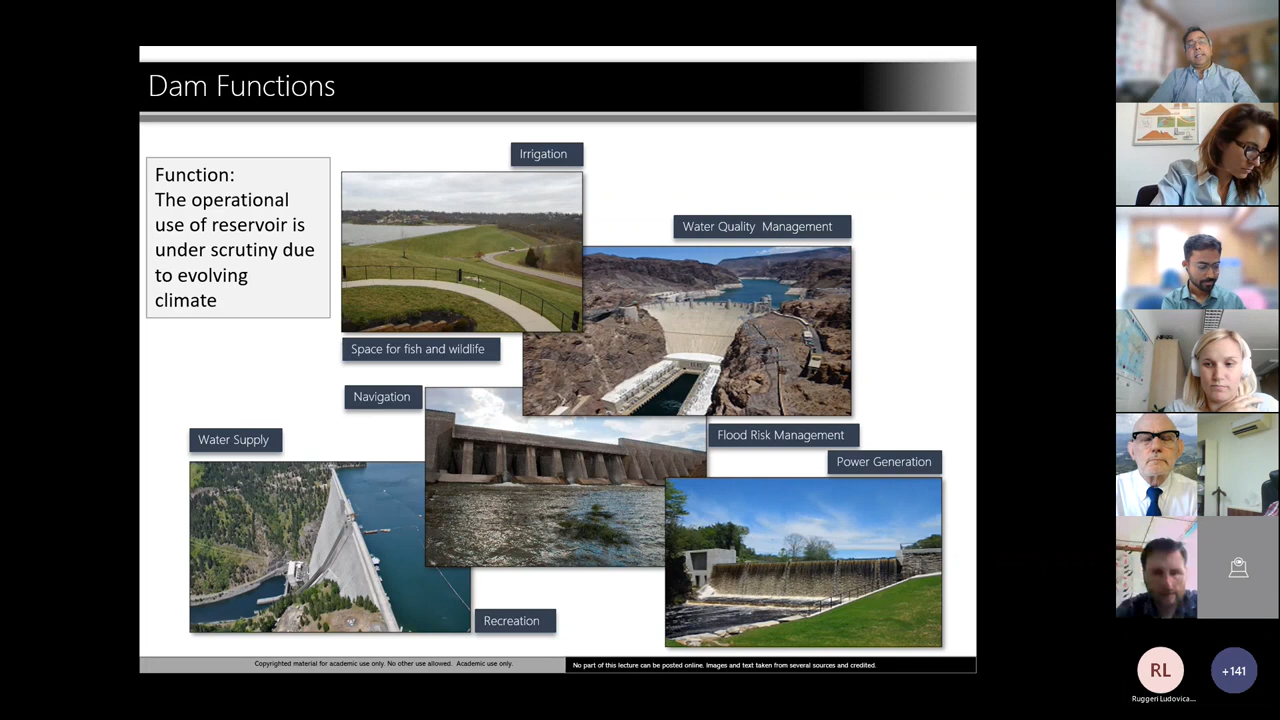 Dam Functions
Function:
The operational
use of reservoir is
under scrutiny due
to evolving
climate
Irrigation
Water Quality Management
Space for fish and wildlife
Navigation
Water Supply
Flood Risk Management
Power Generation
Recreation
Copyrighted material for academic use only. No other use allowed. Academic use only.
No part of this lecture can be posted online. Images and text taken from several sources and credited.
RL
Ruggeri Ludovica...
+141